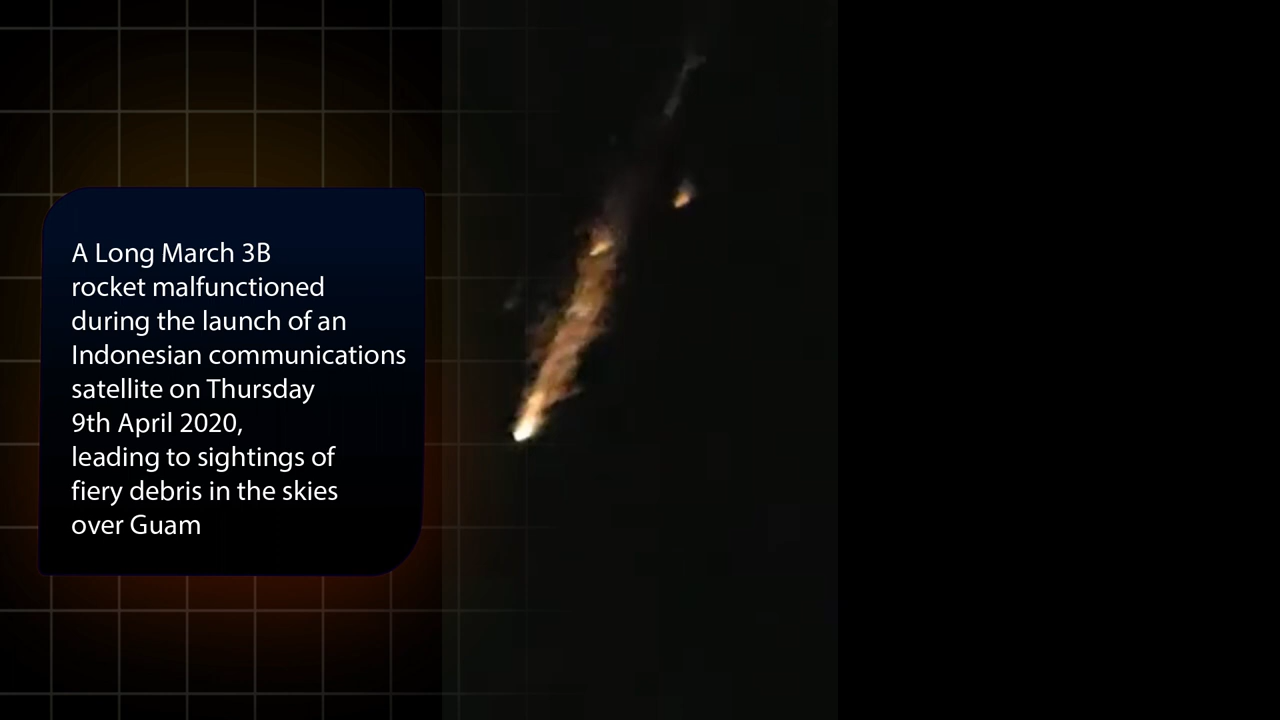 A Long March 3B
rocket malfunctioned
during the launch of an
Indonesian communications
satellite on Thursday
9th April 2020,
leading to sightings of
fiery debris in the skies
over Guam